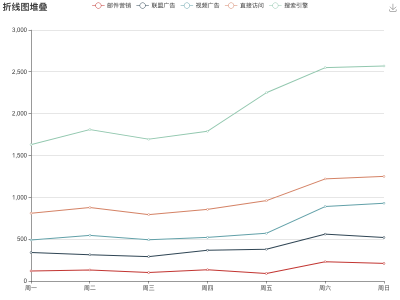 折线图堆叠
邮件营销 联盟广告 视频广告 直接访问 搜索引擎
3,000
2,500
2,000
1,500
1,000
500
0
周一 周二 周三 周四 周五 周六 周日